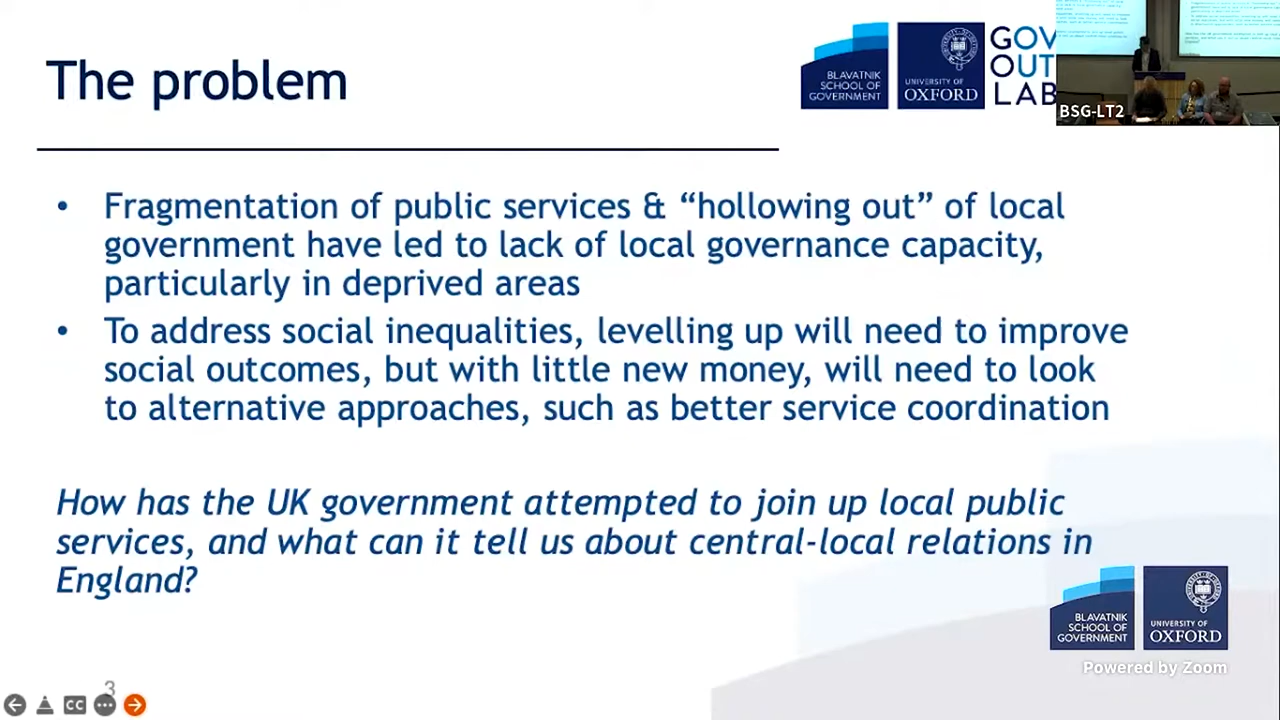 The problem
BLAVATNIK
SCHOOL OF
GOVERNMENT
UNIVERSITY OF
OXFORD
GOV
OUT
LAB
BSG-LT2
• Fragmentation of public services & “hollowing out” of local
government have led to lack of local governance capacity,
particularly in deprived areas
• To address social inequalities, levelling up will need to improve
social outcomes, but with little new money, will need to look
to alternative approaches, such as better service coordination
How has the UK government attempted to join up local public
services, and what can it tell us about central-local relations in
England?
BLAVATNIK
SCHOOL OF
GOVERNMENT
UNIVERSITY OF
OXFORD
Powered by Zoom
3
CC